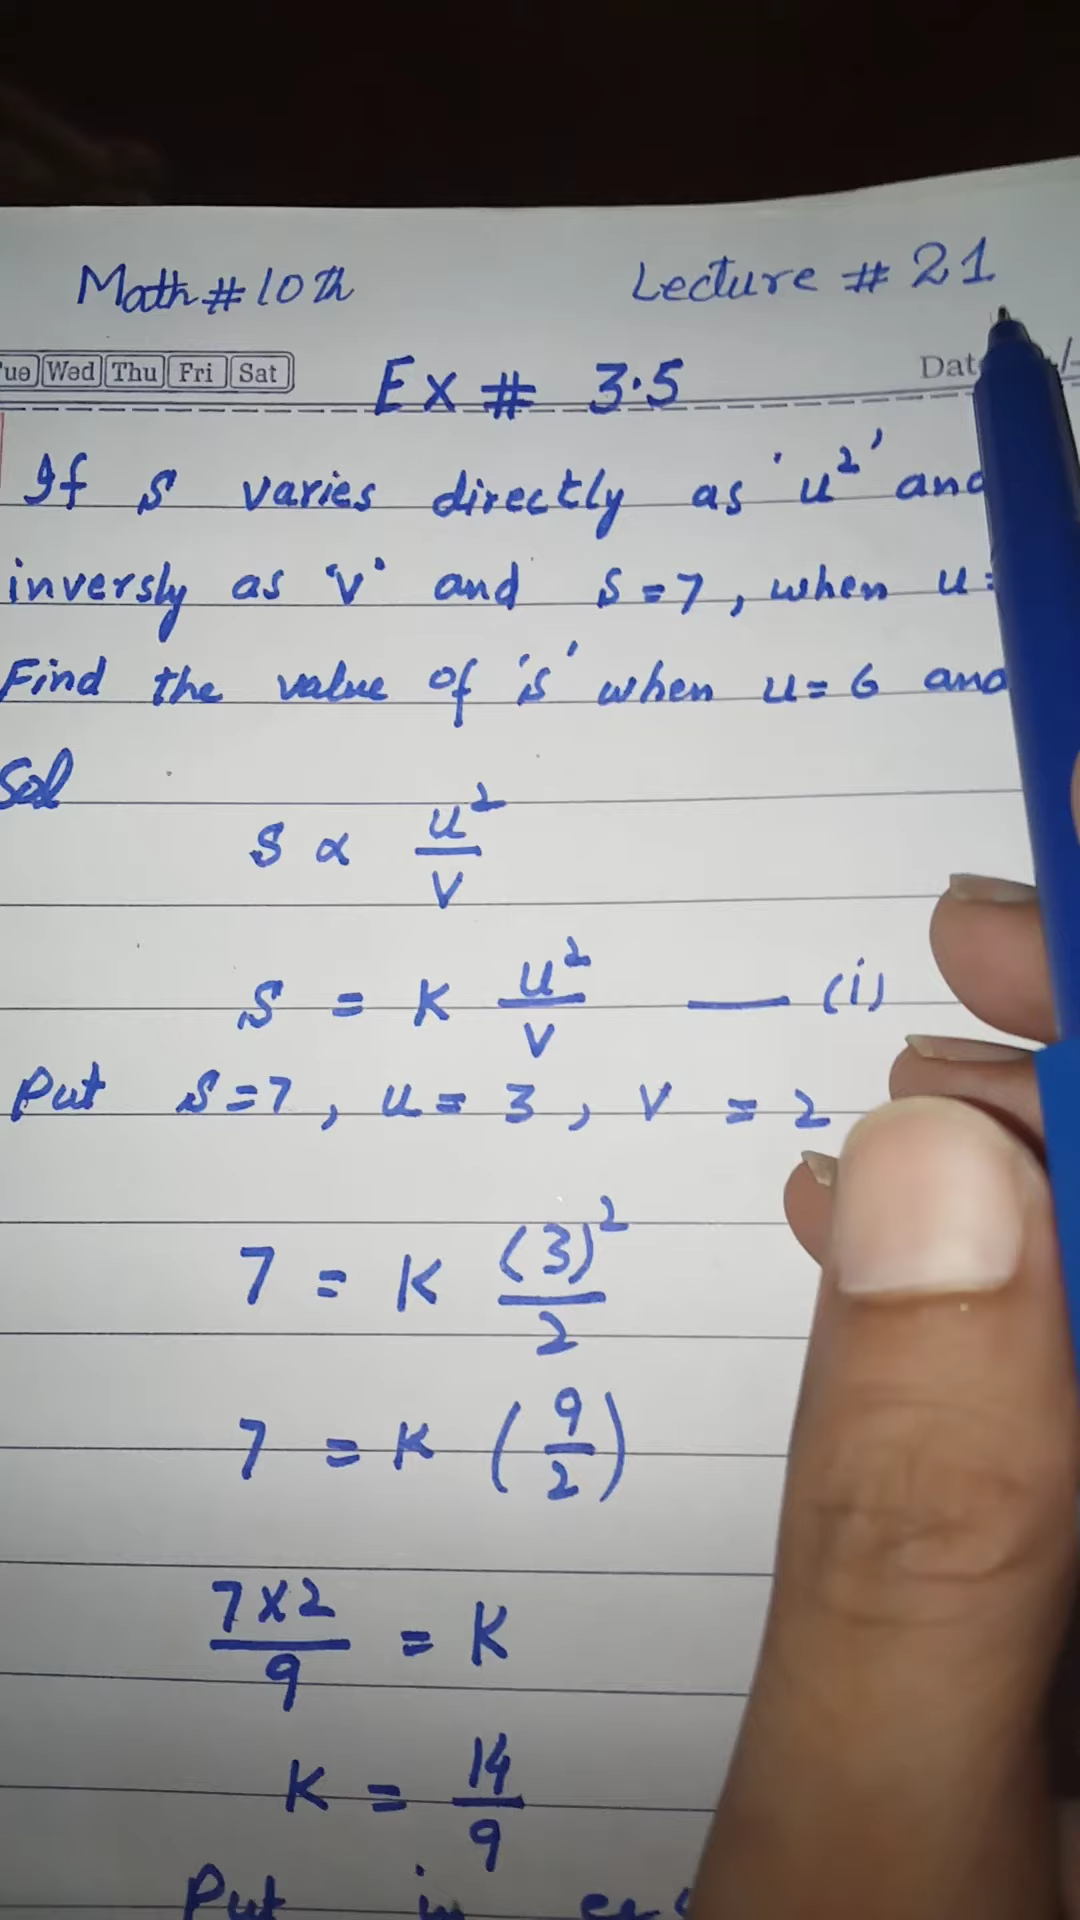 Math # 10th Lecture # 21
Tue Wed Thu Fri Sat
Ex # 3.5
If s varies directly as 'u²' and
inversly as 'v' and s = 7, when u =
Find the value of 's' when u = 6 and
Sol
s ∝ u²/v
s = K u²/v — (i)
Put s = 7, u = 3, v = 2
7 = K (3)²/2
7 = K (9/2)
7×2/9 = K
K = 14/9
Put in